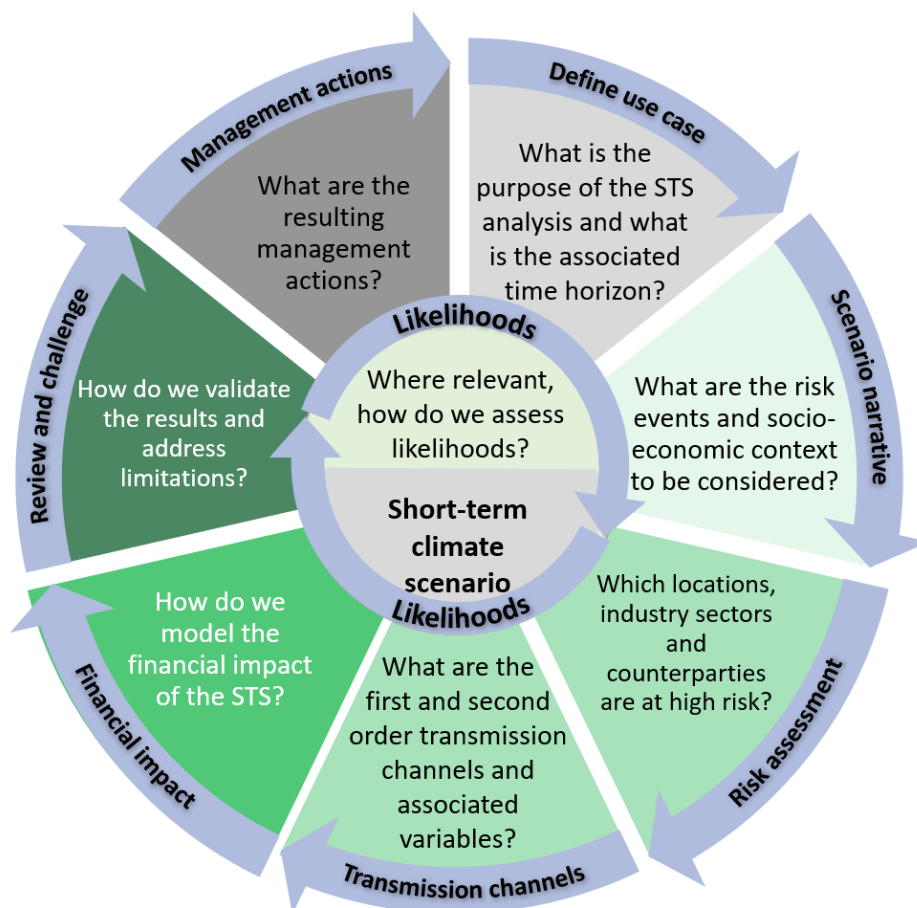 Define use case
What is the
purpose of the STS
analysis and what
is the associated
time horizon?
Scenario narrative
What are the risk
events and socio-
economic context
to be considered?
Risk assessment
Which locations,
industry sectors
and
counterparties
are at high risk?
Transmission channels
What are the
first and second
order transmission
channels and
associated
variables?
Financial impact
How do we
model the
financial impact
of the STS?
Review and challenge
How do we validate
the results and
address
limitations?
Management actions
What are the
resulting
management
actions?
Likelihoods
Where relevant,
how do we assess
likelihoods?
Short-term
climate
scenario
Likelihoods